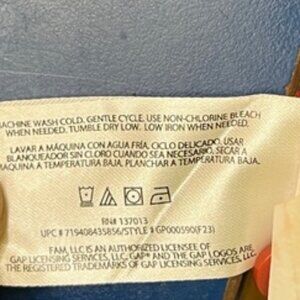 MACHINE WASH COLD. GENTLE CYCLE. USE NON-CHLORINE BLEACH
WHEN NEEDED. TUMBLE DRY LOW. LOW IRON WHEN NEEDED.
LAVAR A MÁQUINA CON AGUA FRÍA. CICLO DELICADO. USAR
BLANQUEADOR SIN CLORO CUANDO SEA NECESARIO. SECAR A
MAQUINA A TEMPERATURA BAJA. PLANCHAR A TEMPERATURA BAJA.
RN# 137013
UPC # 719408435856/STYLE # GP000590(F23)
FAM, LLC IS AN AUTHORIZED LICENSEE OF
GAP LICENSING SERVICES, LLC. GAP® AND THE GAP LOGOS ARE
THE REGISTERED TRADEMARKS OF GAP LICENSING SERVICES, LLC.